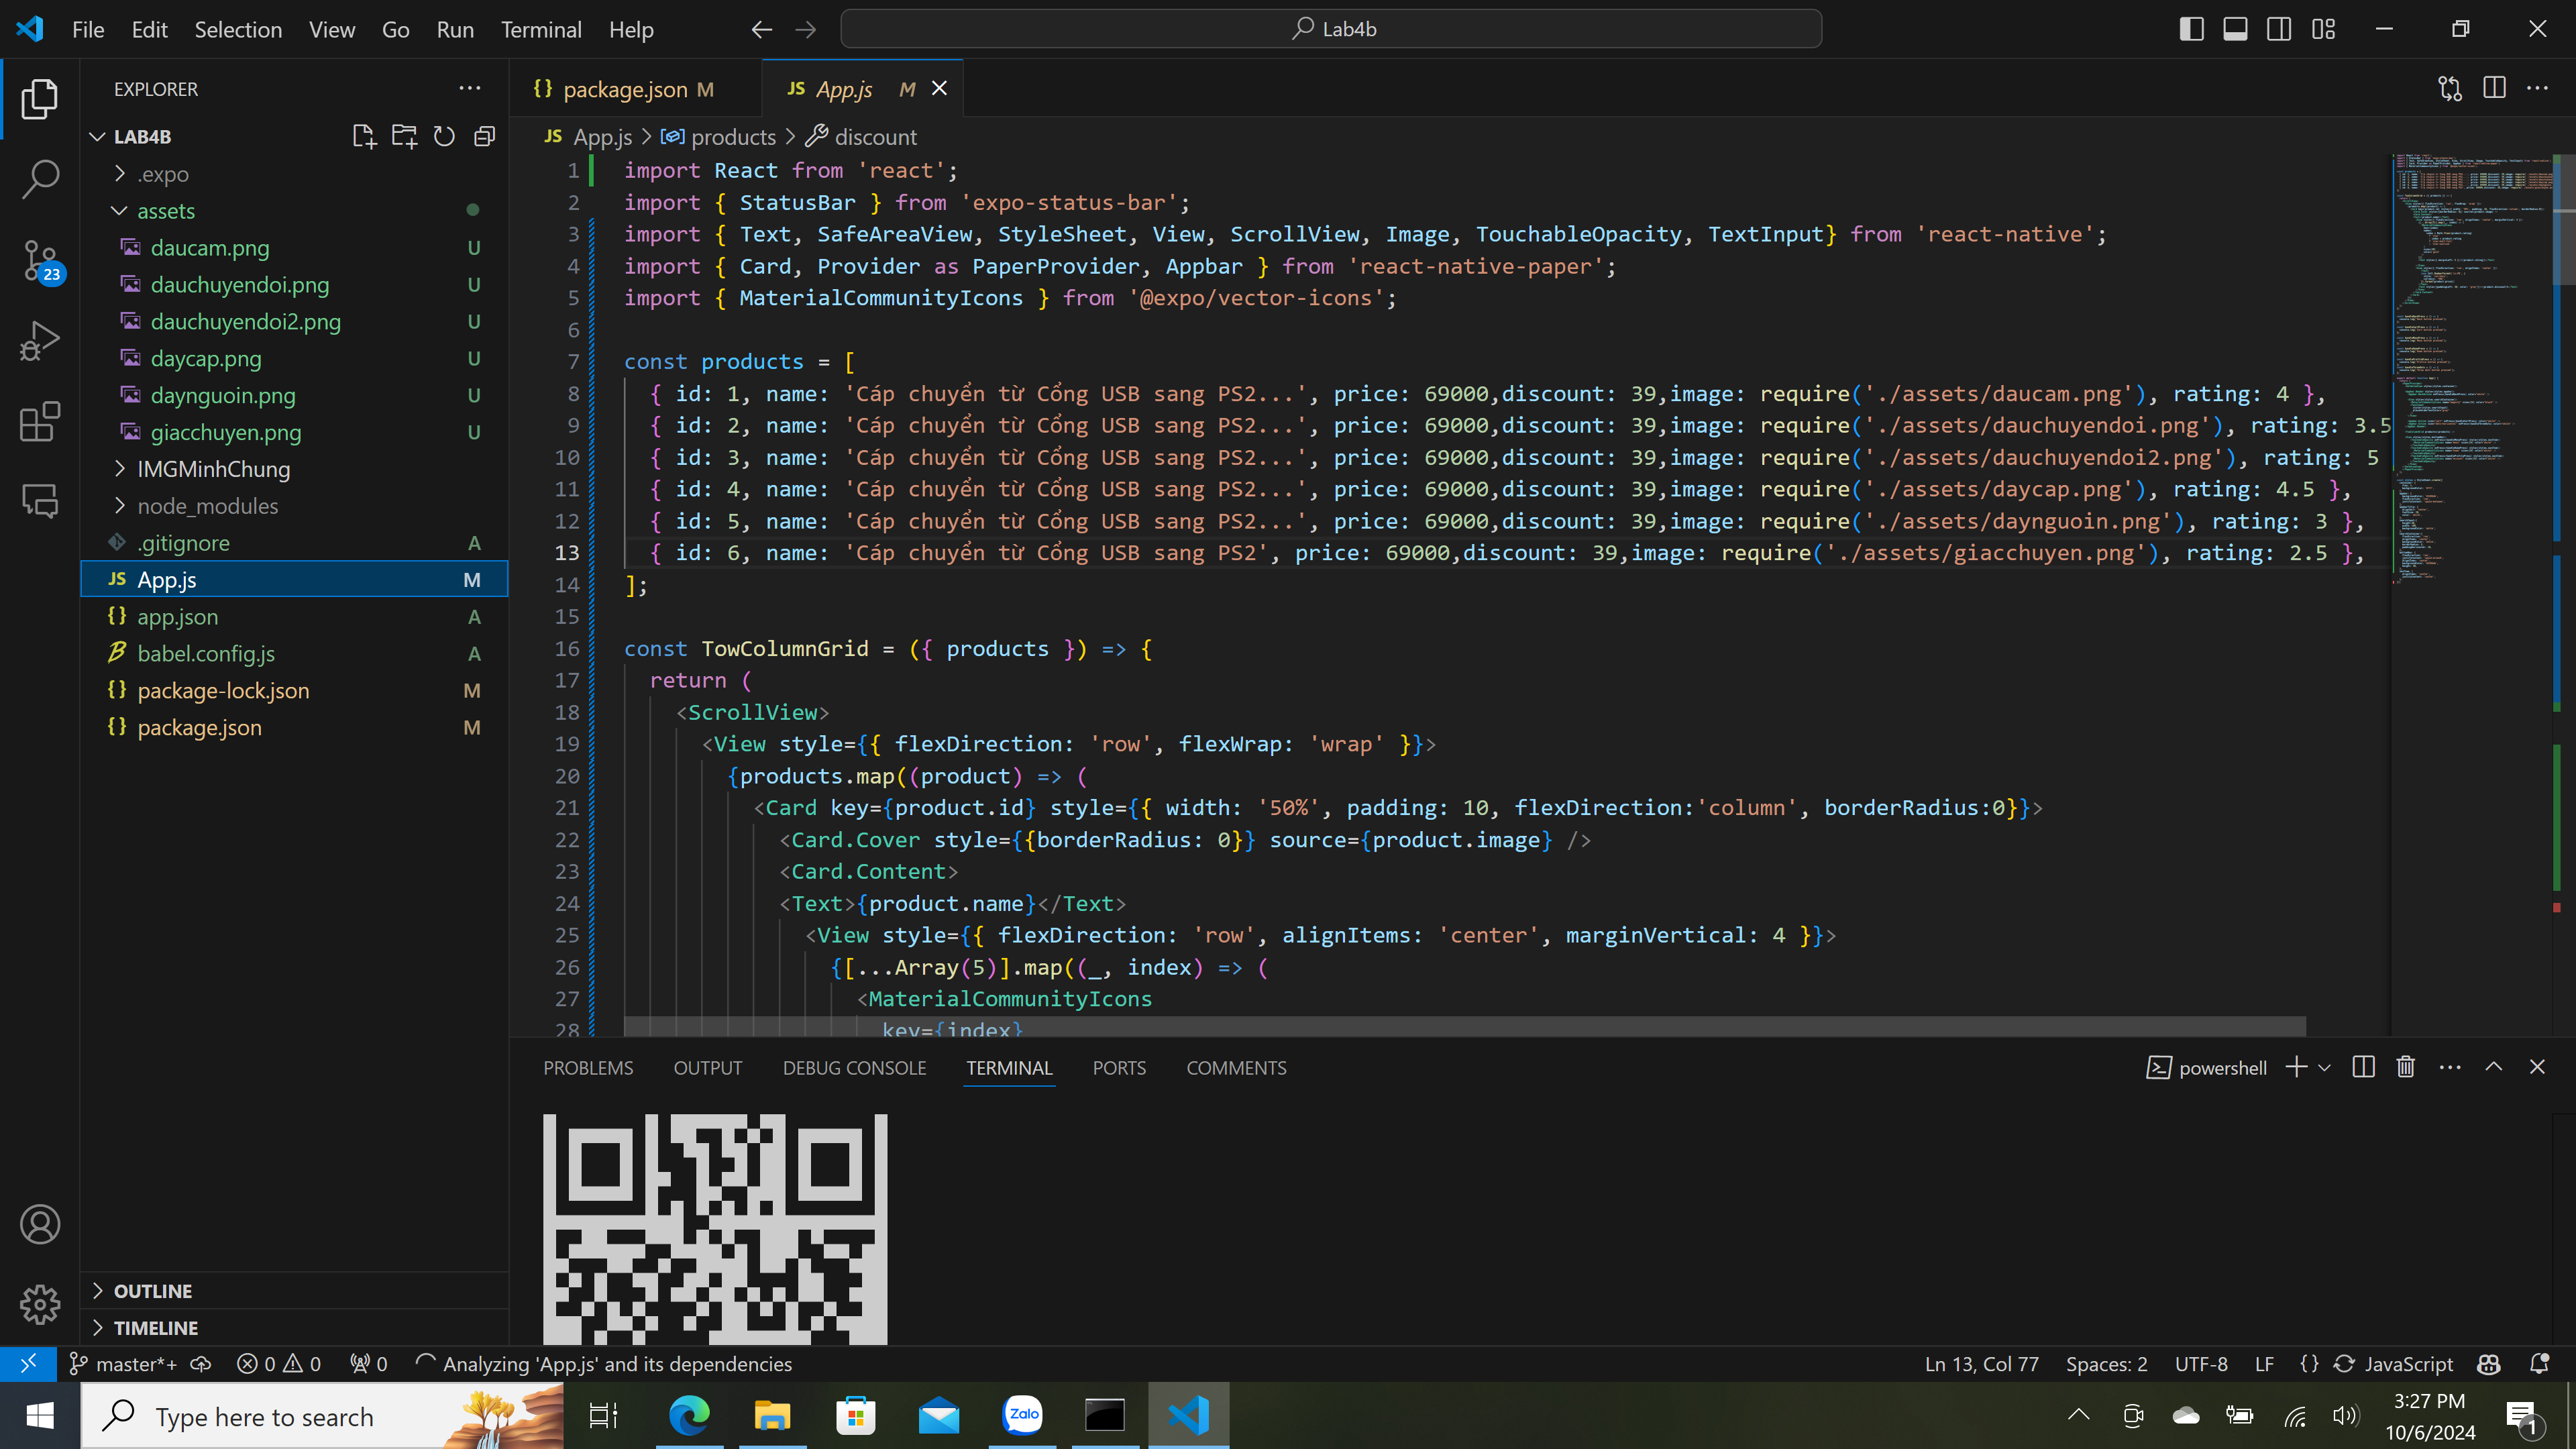 File Edit Selection View Go Run Terminal Help
Lab4b
EXPLORER
LAB4B
.expo
assets
daucam.png U
dauchuyendoi.png U
dauchuyendoi2.png U
daycap.png U
daynguoin.png U
giacchuyen.png U
IMGMinhChung
node_modules
.gitignore A
JS App.js M
{} app.json A
babel.config.js A
{} package-lock.json M
{} package.json M
OUTLINE
TIMELINE
23
{} package.json M
JS App.js M
JS App.js > products > discount
1 import React from 'react';
2 import { StatusBar } from 'expo-status-bar';
3 import { Text, SafeAreaView, StyleSheet, View, ScrollView, Image, TouchableOpacity, TextInput} from 'react-native';
4 import { Card, Provider as PaperProvider, Appbar } from 'react-native-paper';
5 import { MaterialCommunityIcons } from '@expo/vector-icons';
6
7 const products = [
8 { id: 1, name: 'Cáp chuyển từ Cổng USB sang PS2...', price: 69000,discount: 39,image: require('./assets/daucam.png'), rating: 4 },
9 { id: 2, name: 'Cáp chuyển từ Cổng USB sang PS2...', price: 69000,discount: 39,image: require('./assets/dauchuyendoi.png'), rating: 3.5
10 { id: 3, name: 'Cáp chuyển từ Cổng USB sang PS2...', price: 69000,discount: 39,image: require('./assets/dauchuyendoi2.png'), rating: 5
11 { id: 4, name: 'Cáp chuyển từ Cổng USB sang PS2...', price: 69000,discount: 39,image: require('./assets/daycap.png'), rating: 4.5 },
12 { id: 5, name: 'Cáp chuyển từ Cổng USB sang PS2...', price: 69000,discount: 39,image: require('./assets/daynguoin.png'), rating: 3 },
13 { id: 6, name: 'Cáp chuyển từ Cổng USB sang PS2', price: 69000,discount: 39,image: require('./assets/giacchuyen.png'), rating: 2.5 },
14 ];
15
16 const TowColumnGrid = ({ products }) => {
17 return (
18 <ScrollView>
19 <View style={{ flexDirection: 'row', flexWrap: 'wrap' }}>
20 {products.map((product) => (
21 <Card key={product.id} style={{ width: '50%', padding: 10, flexDirection:'column', borderRadius:0}}>
22 <Card.Cover style={{borderRadius: 0}} source={product.image} />
23 <Card.Content>
24 <Text>{product.name}</Text>
25 <View style={{ flexDirection: 'row', alignItems: 'center', marginVertical: 4 }}>
26 {[...Array(5)].map((_, index) => (
27 <MaterialCommunityIcons
28 key={index}
PROBLEMS OUTPUT DEBUG CONSOLE TERMINAL PORTS COMMENTS
powershell
master*+ 0 0 0 Analyzing 'App.js' and its dependencies
Ln 13, Col 77 Spaces: 2 UTF-8 LF {} JavaScript
Type here to search
Zalo
3:27 PM
10/6/2024
1